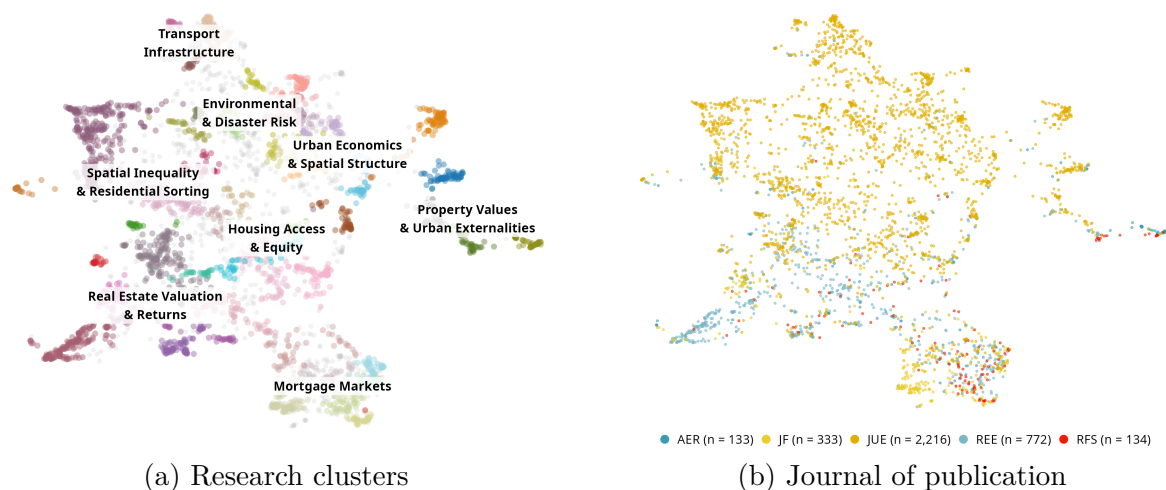 Transport
Infrastructure
Environmental
& Disaster Risk
Urban Economics
& Spatial Structure
Spatial Inequality
& Residential Sorting
Property Values
& Urban Externalities
Housing Access
& Equity
Real Estate Valuation
& Returns
Mortgage Markets
AER (n = 133) JF (n = 333) JUE (n = 2,216) REE (n = 772) RFS (n = 134)
(a) Research clusters
(b) Journal of publication